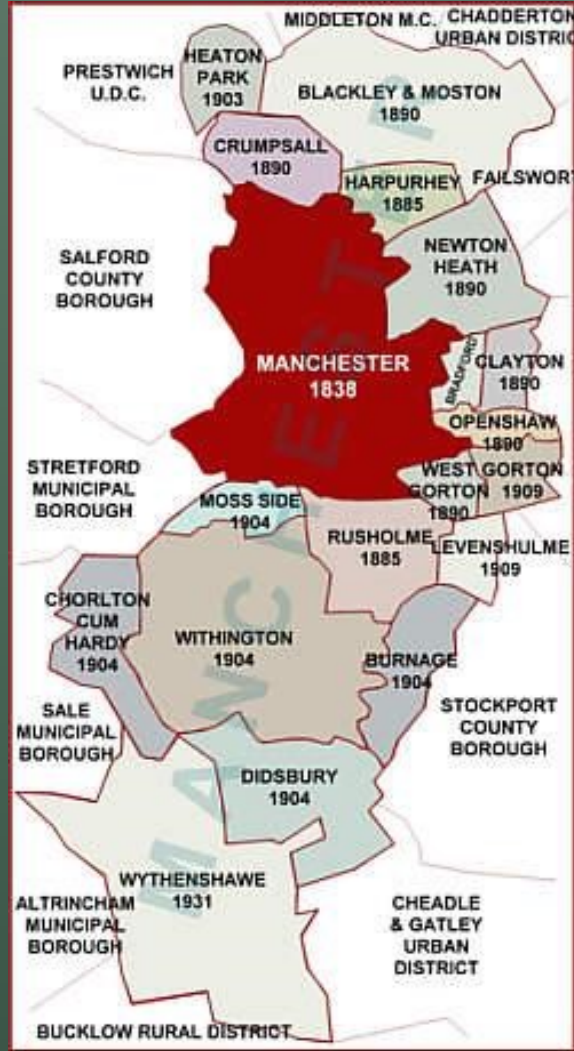 MIDDLETON M.C.
CHADDERTON
URBAN DISTRIC
PRESTWICH
U.D.C.
HEATON
PARK
1903
BLACKLEY & MOSTON
1890
CRUMPSALL
1890
HARPURHEY
1885
FAILSWORT
SALFORD
COUNTY
BOROUGH
NEWTON
HEATH
1890
MANCHESTER
1838
BRADFORD
CLAYTON
1890
OPENSHAW
1890
STRETFORD
MUNICIPAL
BOROUGH
WEST GORTON
GORTON 1909
1890
MOSS SIDE
1904
RUSHOLME
1885
LEVENSHULME
1909
CHORLTON
CUM
HARDY
1904
WITHINGTON
1904
BURNAGE
1904
SALE
MUNICIPAL
BOROUGH
STOCKPORT
COUNTY
BOROUGH
DIDSBURY
1904
WYTHENSHAWE
1931
ALTRINCHAM
MUNICIPAL
BOROUGH
CHEADLE
& GATLEY
URBAN
DISTRICT
BUCKLOW RURAL DISTRICT
MANCHESTER